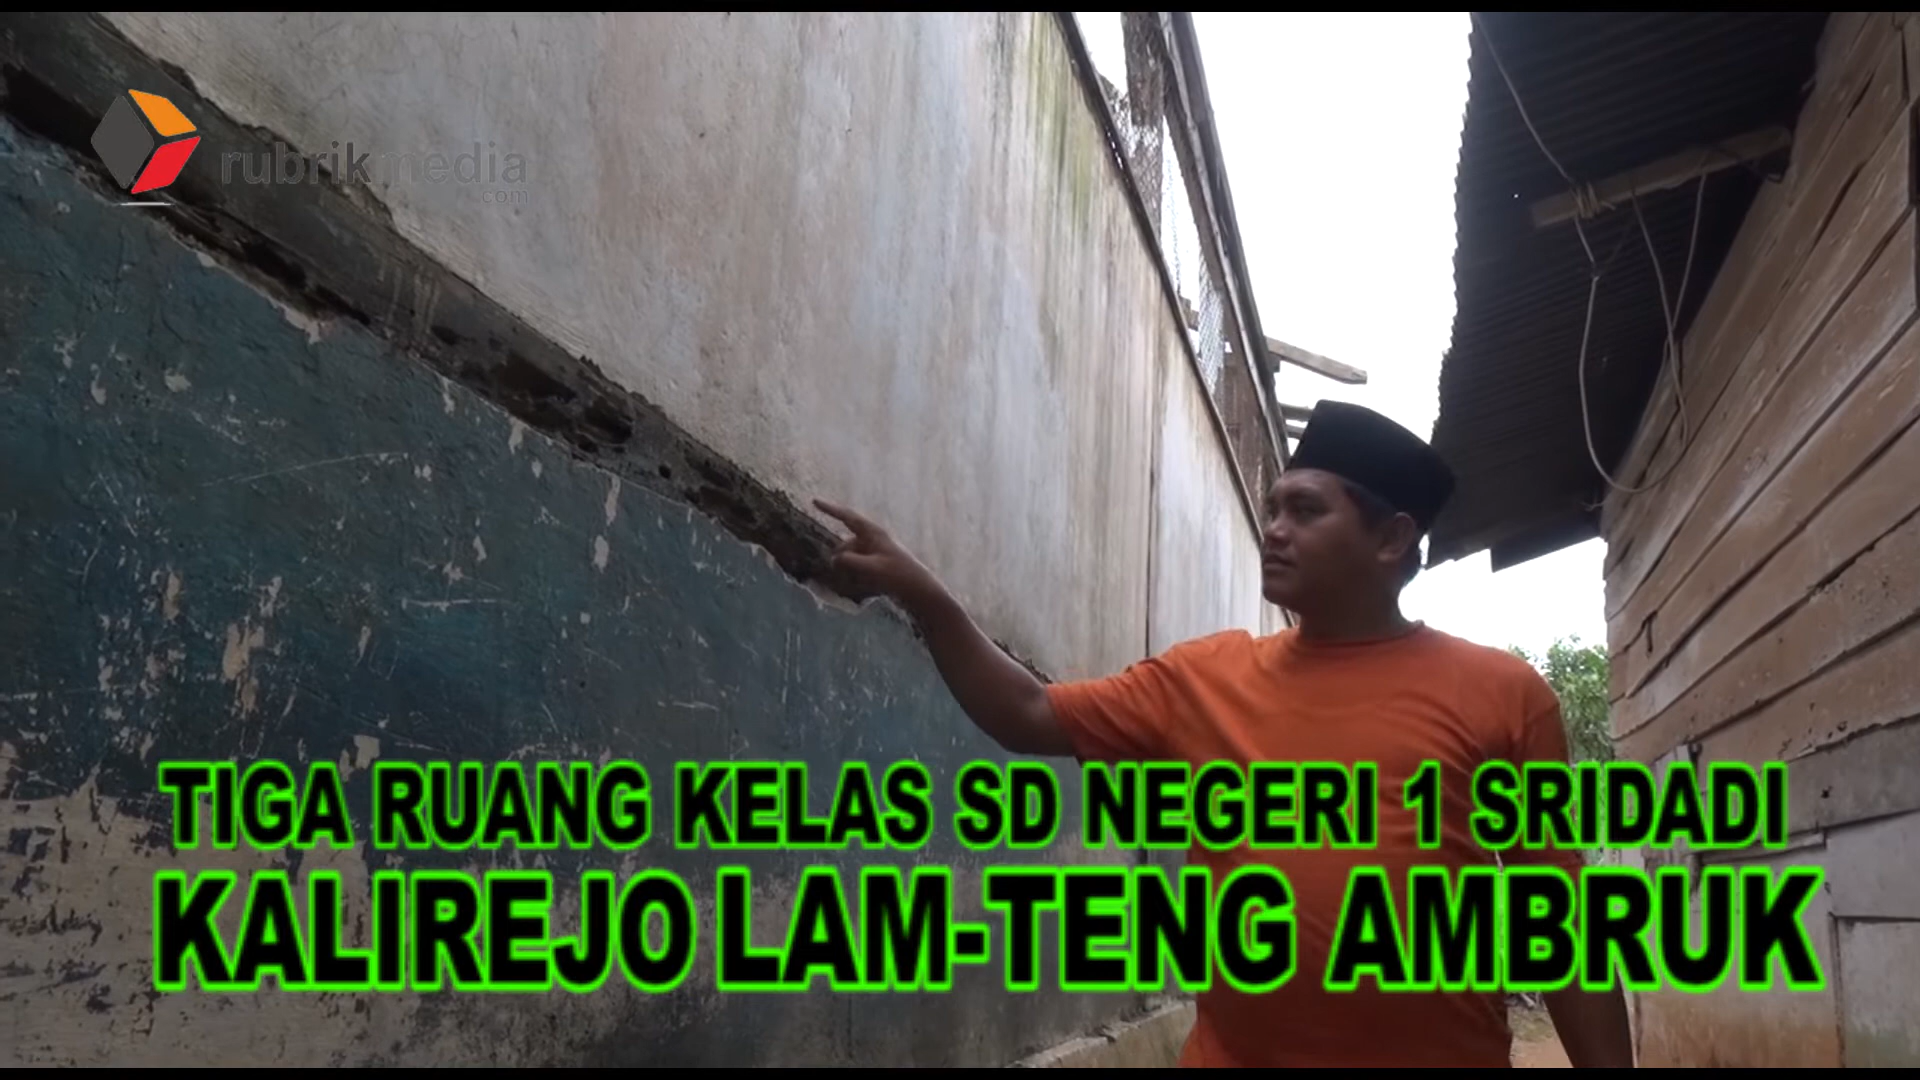 rubrikmedia
com
TIGA RUANG KELAS SD NEGERI 1 SRIDADI
KALIREJO LAM-TENG AMBRUK